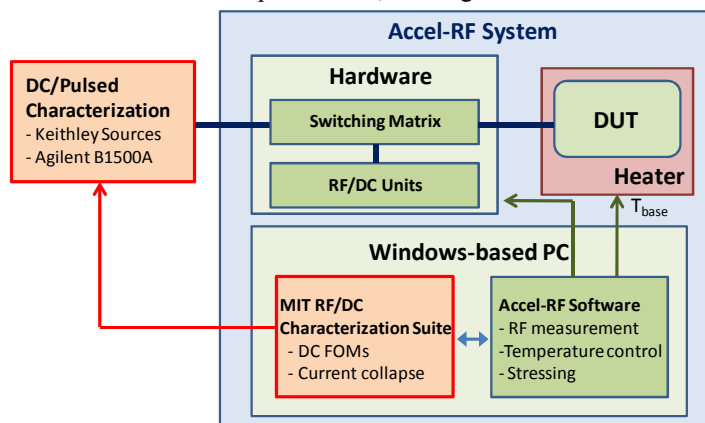 Accel-RF System
DC/Pulsed
Characterization
- Keithley Sources
- Agilent B1500A
Hardware
Switching Matrix
RF/DC Units
DUT
Heater
T_base
Windows-based PC
MIT RF/DC
Characterization Suite
- DC FOMs
- Current collapse
Accel-RF Software
- RF measurement
-Temperature control
- Stressing